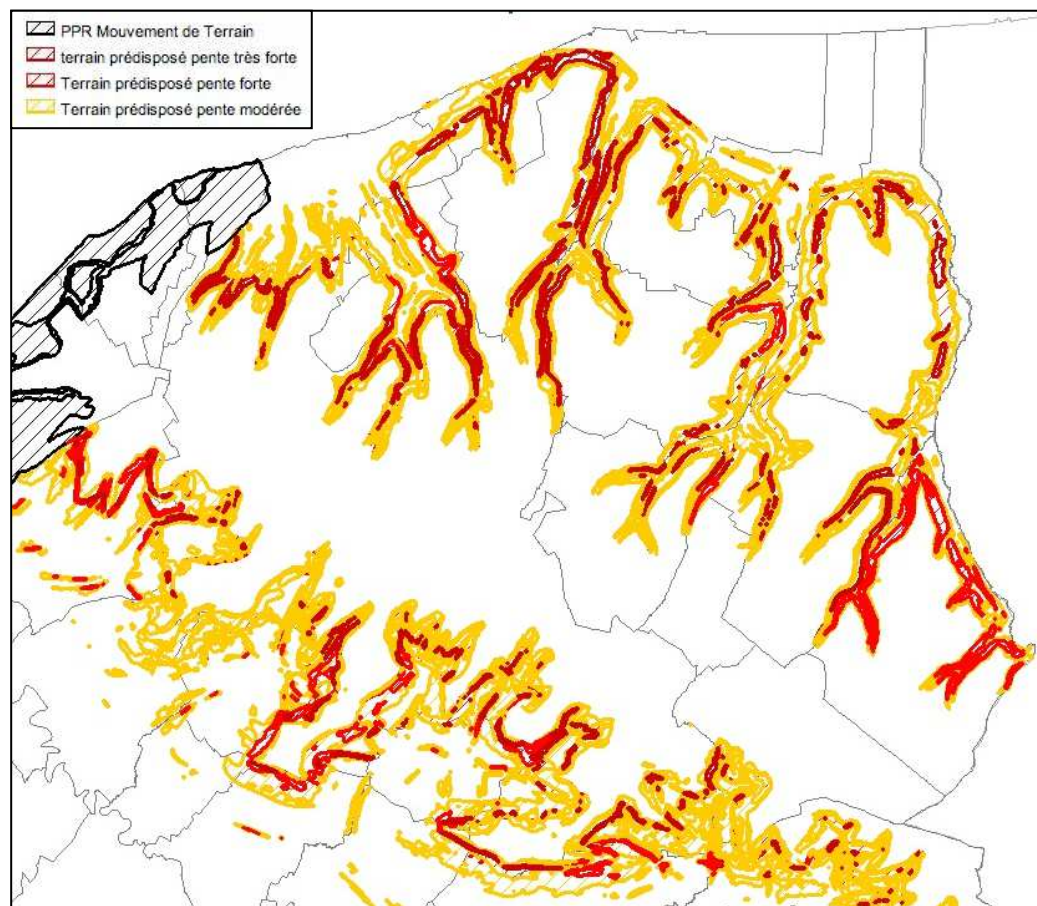 PPR Mouvement de Terrain
terrain prédisposé pente très forte
Terrain prédisposé pente forte
Terrain prédisposé pente modérée